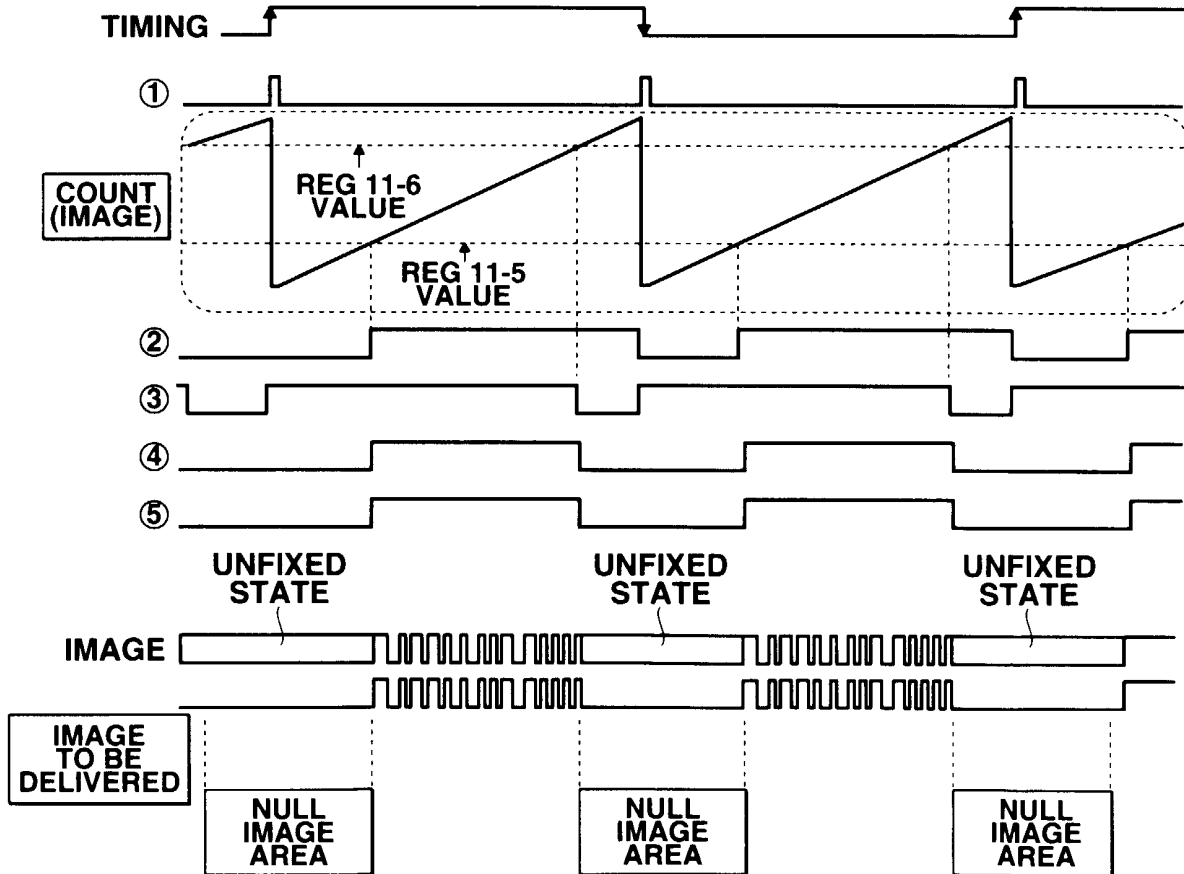 TIMING
①
REG 11-6
VALUE
COUNT
(IMAGE)
REG 11-5
VALUE
②
③
④
⑤
UNFIXED
STATE
UNFIXED
STATE
UNFIXED
STATE
IMAGE
IMAGE
TO BE
DELIVERED
NULL
IMAGE
AREA
NULL
IMAGE
AREA
NULL
IMAGE
AREA